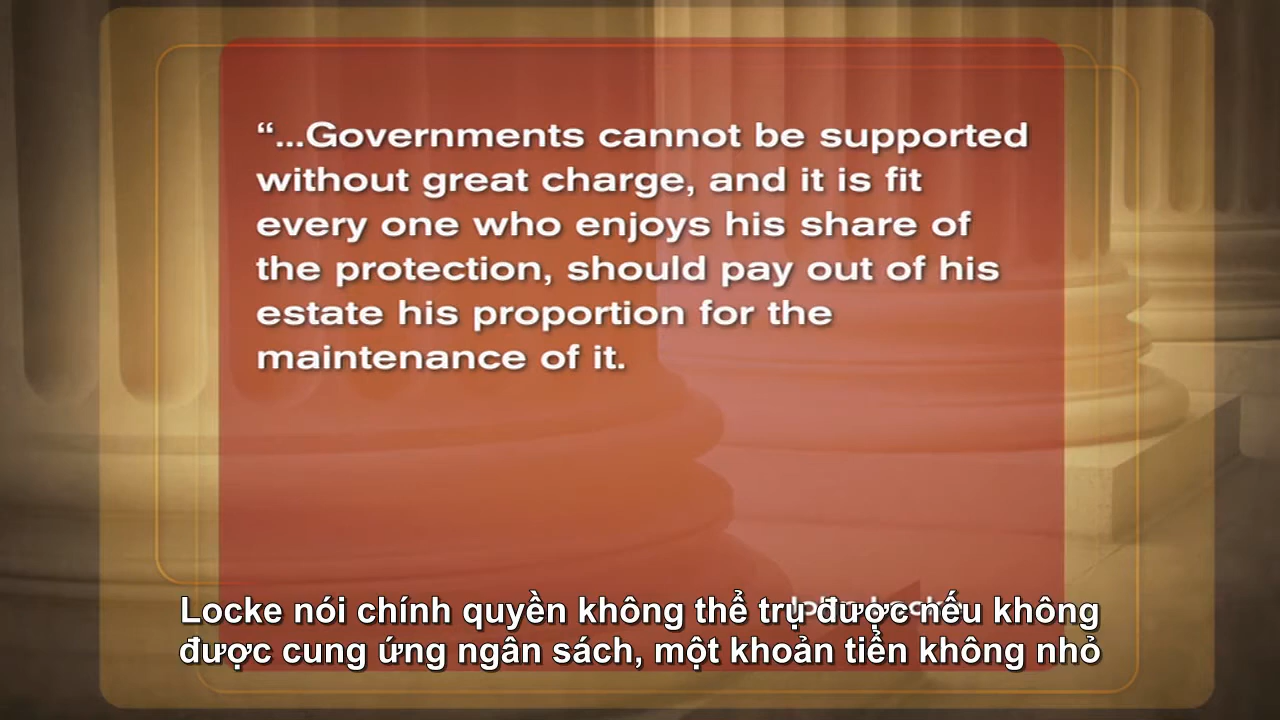 “...Governments cannot be supported
without great charge, and it is fit
every one who enjoys his share of
the protection, should pay out of his
estate his proportion for the
maintenance of it.
Locke nói chính quyền không thể trụ được nếu không
được cung ứng ngân sách, một khoản tiền không nhỏ